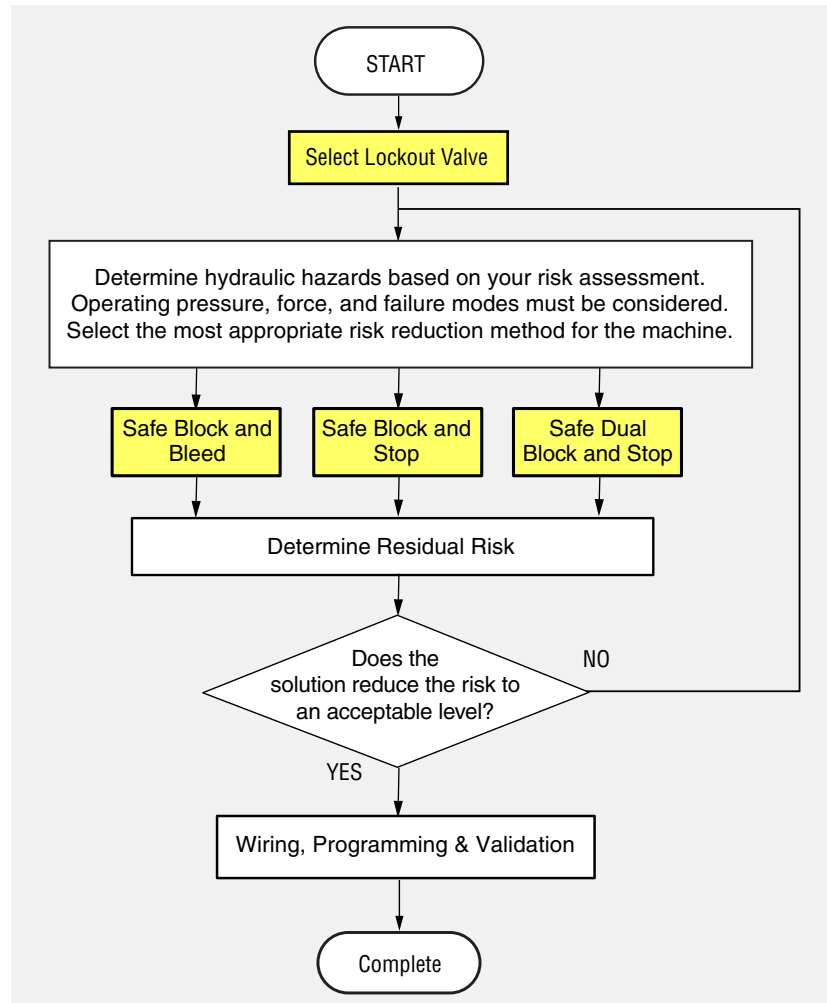 START
Select Lockout Valve
Determine hydraulic hazards based on your risk assessment.
Operating pressure, force, and failure modes must be considered.
Select the most appropriate risk reduction method for the machine.
Safe Block and
Bleed
Safe Block and
Stop
Safe Dual
Block and Stop
Determine Residual Risk
Does the
solution reduce the risk to
an acceptable level?
NO
YES
Wiring, Programming & Validation
Complete